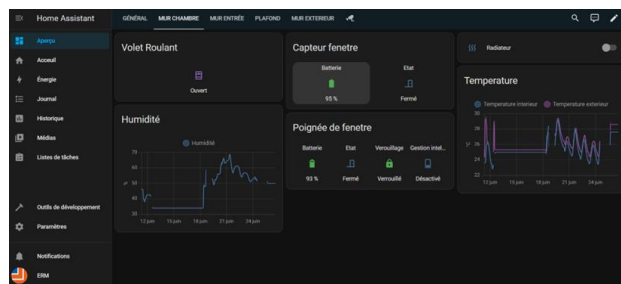 Home Assistant
GÉNÉRAL MUR CHAMBRE MUR ENTRÉE PLAFOND MUR EXTERIEUR
Aperçu
Acceuil
Énergie
Journal
Historique
Médias
Listes de tâches
Outils de développement
Paramètres
Notifications
ERM
Volet Roulant
Ouvert
Humidité
Humidité
70
60
%
50
40
30
12 juin 15 juin 18 juin 21 juin 24 juin
Capteur fenetre
Batterie Etat
95 % Fermé
Poignée de fenetre
Batterie Etat Verouillage Gestion intel...
93 % Fermé Verrouillé Désactivé
Radiateur
Temperature
Temperature interieur Temperature exterieur
30
28
°C
26
24
22
12 juin 15 juin 18 juin 21 juin 24 juin